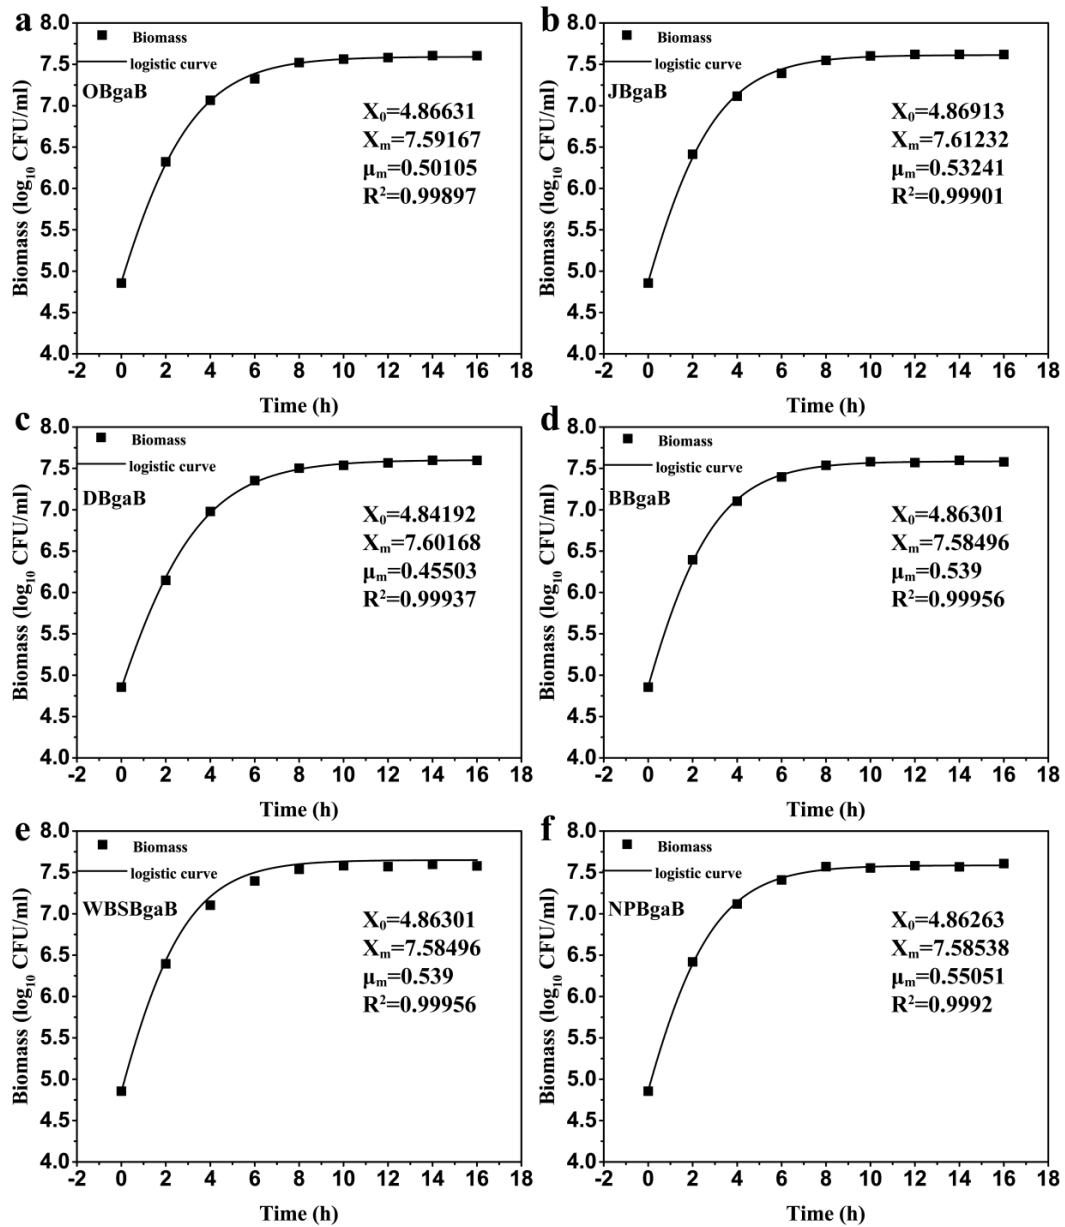 a
8.0
7.5
7.0
6.5
6.0
5.5
5.0
4.5
4.0
Biomass (log10 CFU/ml)
Biomass
logistic curve
OBgaB
X0=4.86631
Xm=7.59167
μm=0.50105
R2=0.99897
-2 0 2 4 6 8 10 12 14 16 18
Time (h)
b
8.0
7.5
7.0
6.5
6.0
5.5
5.0
4.5
4.0
Biomass (log10 CFU/ml)
Biomass
logistic curve
JBgaB
X0=4.86913
Xm=7.61232
μm=0.53241
R2=0.99901
-2 0 2 4 6 8 10 12 14 16 18
Time (h)
c
8.0
7.5
7.0
6.5
6.0
5.5
5.0
4.5
4.0
Biomass (log10 CFU/ml)
Biomass
logistic curve
DBgaB
X0=4.84192
Xm=7.60168
μm=0.45503
R2=0.99937
-2 0 2 4 6 8 10 12 14 16 18
Time (h)
d
8.0
7.5
7.0
6.5
6.0
5.5
5.0
4.5
4.0
Biomass (log10 CFU/ml)
Biomass
logistic curve
BBgaB
X0=4.86301
Xm=7.58496
μm=0.539
R2=0.99956
-2 0 2 4 6 8 10 12 14 16 18
Time (h)
e
8.0
7.5
7.0
6.5
6.0
5.5
5.0
4.5
4.0
Biomass (log10 CFU/ml)
Biomass
logistic curve
WBSBgaB
X0=4.86301
Xm=7.58496
μm=0.539
R2=0.99956
-2 0 2 4 6 8 10 12 14 16 18
Time (h)
f
8.0
7.5
7.0
6.5
6.0
5.5
5.0
4.5
4.0
Biomass (log10 CFU/ml)
Biomass
logistic curve
NPBgaB
X0=4.86263
Xm=7.58538
μm=0.55051
R2=0.9992
-2 0 2 4 6 8 10 12 14 16 18
Time (h)